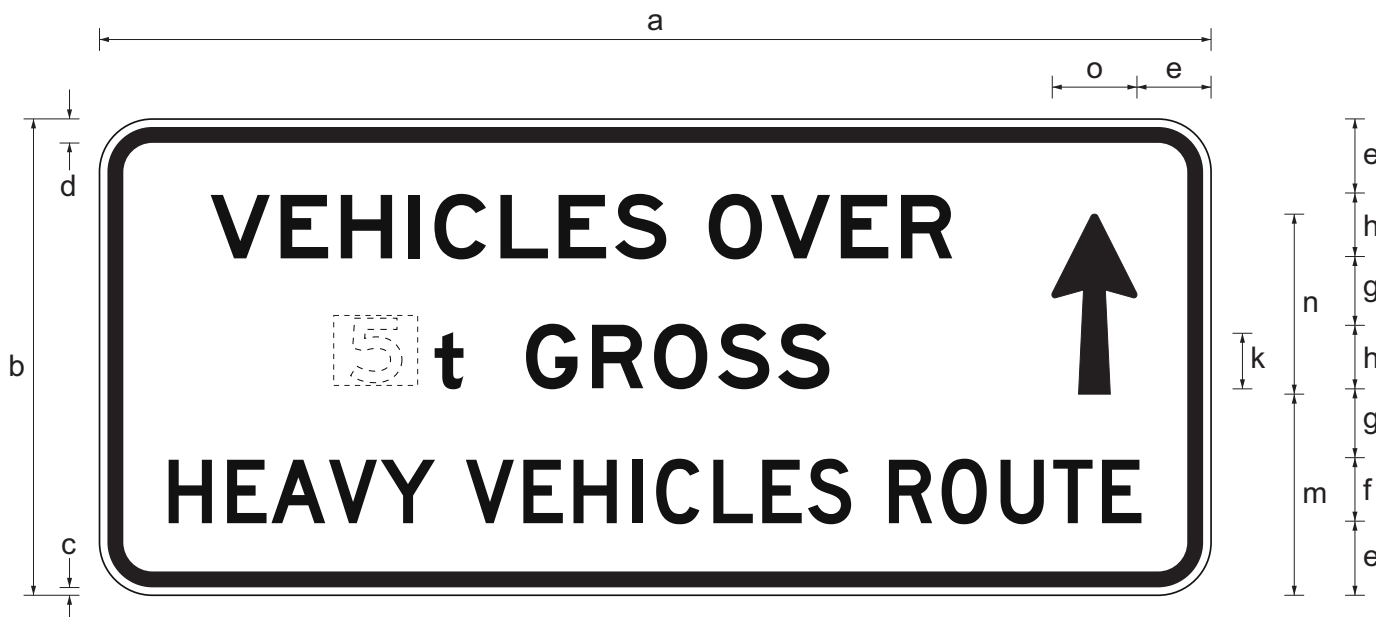 a
o e
e
d
VEHICLES OVER
h
g
n
5 t GROSS
h
k
b
g
HEAVY VEHICLES ROUTE
f
m
c
e